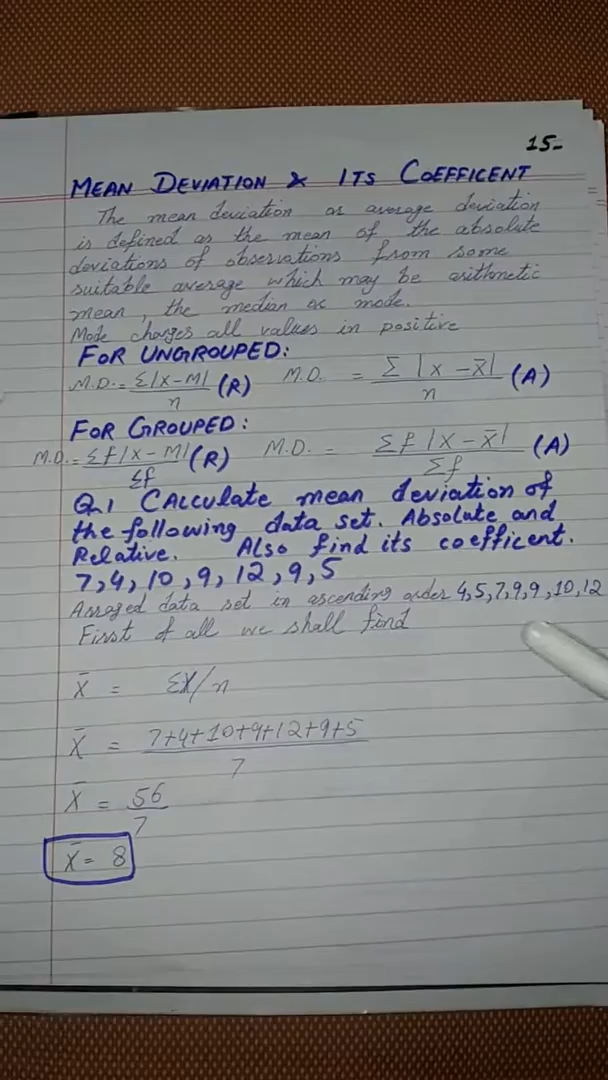 15-
MEAN DEVIATION & ITS COEFFICENT
The mean deviation or average deviation
is defined as the mean of the absolute
deviations of observations from some
suitable average which may be arithmetic
mean, the median or mode.
Mode changes all values in positive
FOR UNGROUPED:
M.D. = Σ|X-M|/n (R) M.D. = Σ|X-X̄|/n (A)
FOR GROUPED:
M.D. = Σf|X-M|/Σf (R) M.D. = Σf|X-X̄|/Σf (A)
Q.1 CAlculate mean deviation of
the following data set. Absolute and
Relative. Also find its coefficent.
7,4,10,9,12,9,5
Arraged data set in ascending order 4,5,7,9,9,10,12
First of all we shall find
X̄ = ΣX/n
X̄ = 7+4+10+9+12+9+5/7
X̄ = 56/7
X̄ = 8